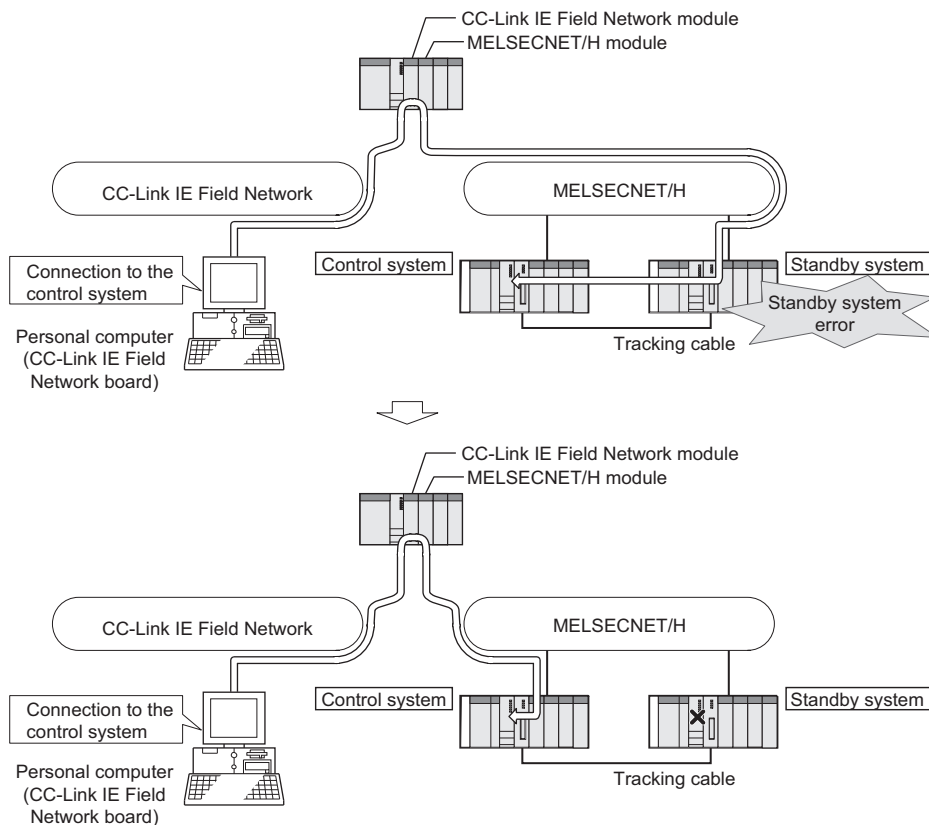 CC-Link IE Field Network module
MELSECNET/H module
CC-Link IE Field Network
MELSECNET/H
Connection to the
control system
Control system
Standby system
Standby system
error
Personal computer
(CC-Link IE Field
Network board)
Tracking cable
CC-Link IE Field Network module
MELSECNET/H module
CC-Link IE Field Network
MELSECNET/H
Connection to the
control system
Control system
Standby system
Personal computer
(CC-Link IE Field
Network board)
Tracking cable